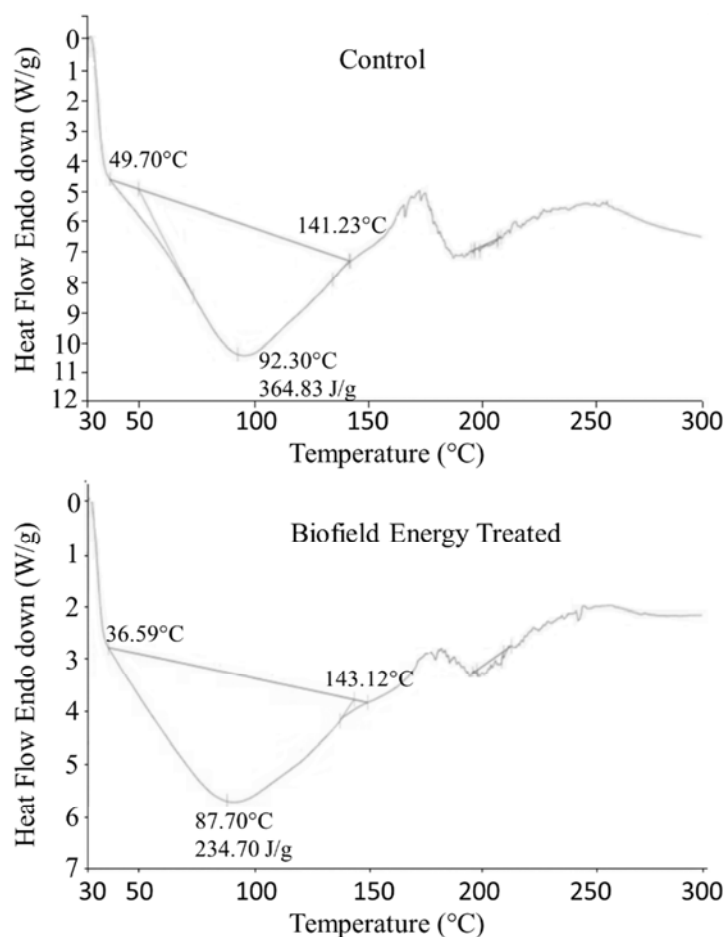 Control
Heat Flow Endo down (W/g)
0
1
2
3
4
5
6
7
8
9
10
11
12
49.70°C
141.23°C
92.30°C
364.83 J/g
30 50 100 150 200 250 300
Temperature (°C)
Biofield Energy Treated
Heat Flow Endo down (W/g)
0
1
2
3
4
5
6
7
36.59°C
143.12°C
87.70°C
234.70 J/g
30 50 100 150 200 250 300
Temperature (°C)